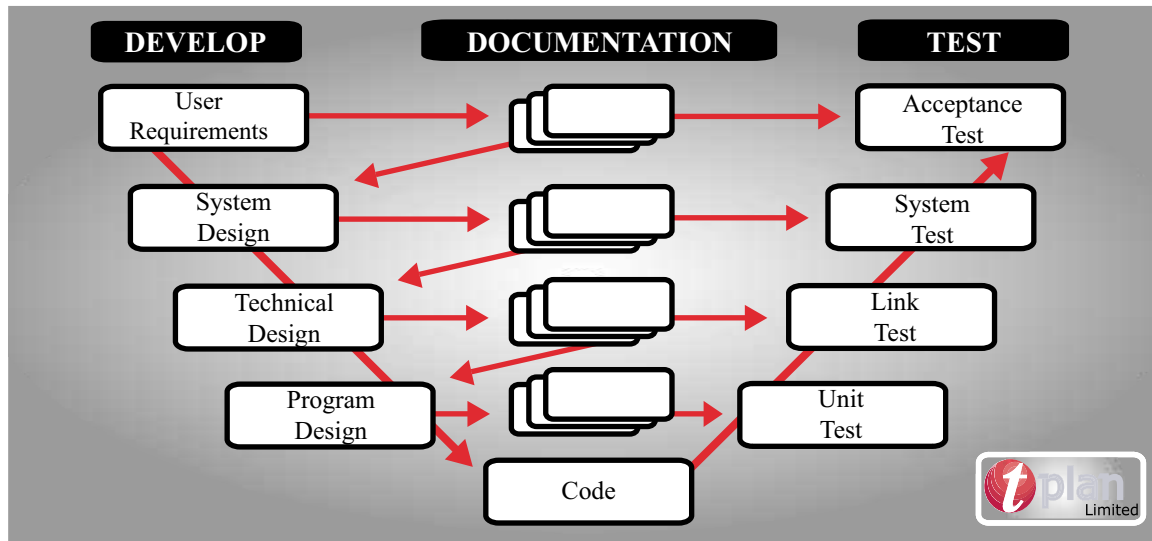 DEVELOP
DOCUMENTATION
TEST
User
Requirements
Acceptance
Test
System
Design
System
Test
Technical
Design
Link
Test
Program
Design
Unit
Test
Code
tplan
Limited